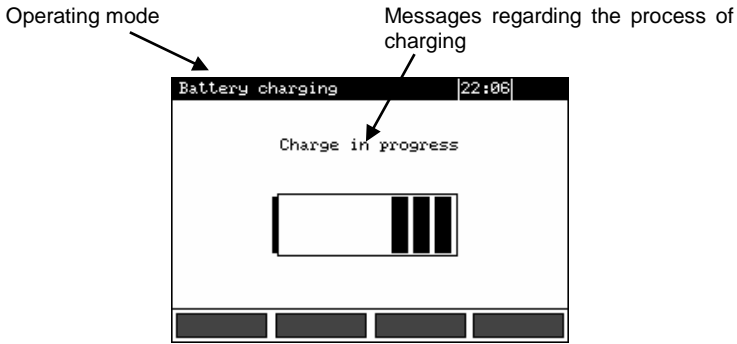 Operating mode
Messages regarding the process of
charging
Battery charging 22:06
Charge in progress